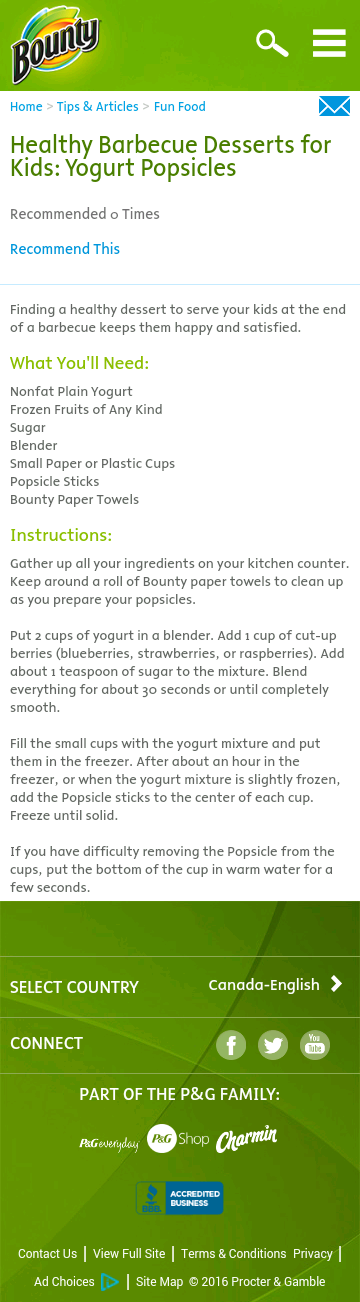 Bounty
Home > Tips & Articles > Fun Food
Healthy Barbecue Desserts for
Kids: Yogurt Popsicles
Recommended 0 Times
Recommend This
Finding a healthy dessert to serve your kids at the end
of a barbecue keeps them happy and satisfied.
What You'll Need:
Nonfat Plain Yogurt
Frozen Fruits of Any Kind
Sugar
Blender
Small Paper or Plastic Cups
Popsicle Sticks
Bounty Paper Towels
Instructions:
Gather up all your ingredients on your kitchen counter.
Keep around a roll of Bounty paper towels to clean up
as you prepare your popsicles.
Put 2 cups of yogurt in a blender. Add 1 cup of cut-up
berries (blueberries, strawberries, or raspberries). Add
about 1 teaspoon of sugar to the mixture. Blend
everything for about 30 seconds or until completely
smooth.
Fill the small cups with the yogurt mixture and put
them in the freezer. After about an hour in the
freezer, or when the yogurt mixture is slightly frozen,
add the Popsicle sticks to the center of each cup.
Freeze until solid.
If you have difficulty removing the Popsicle from the
cups, put the bottom of the cup in warm water for a
few seconds.
SELECT COUNTRY Canada-English
CONNECT f You Tube
PART OF THE P&G FAMILY:
P&G everyday P&G Shop Charmin
BBB. ACCREDITED BUSINESS
Contact Us | View Full Site | Terms & Conditions Privacy |
Ad Choices | Site Map © 2016 Procter & Gamble